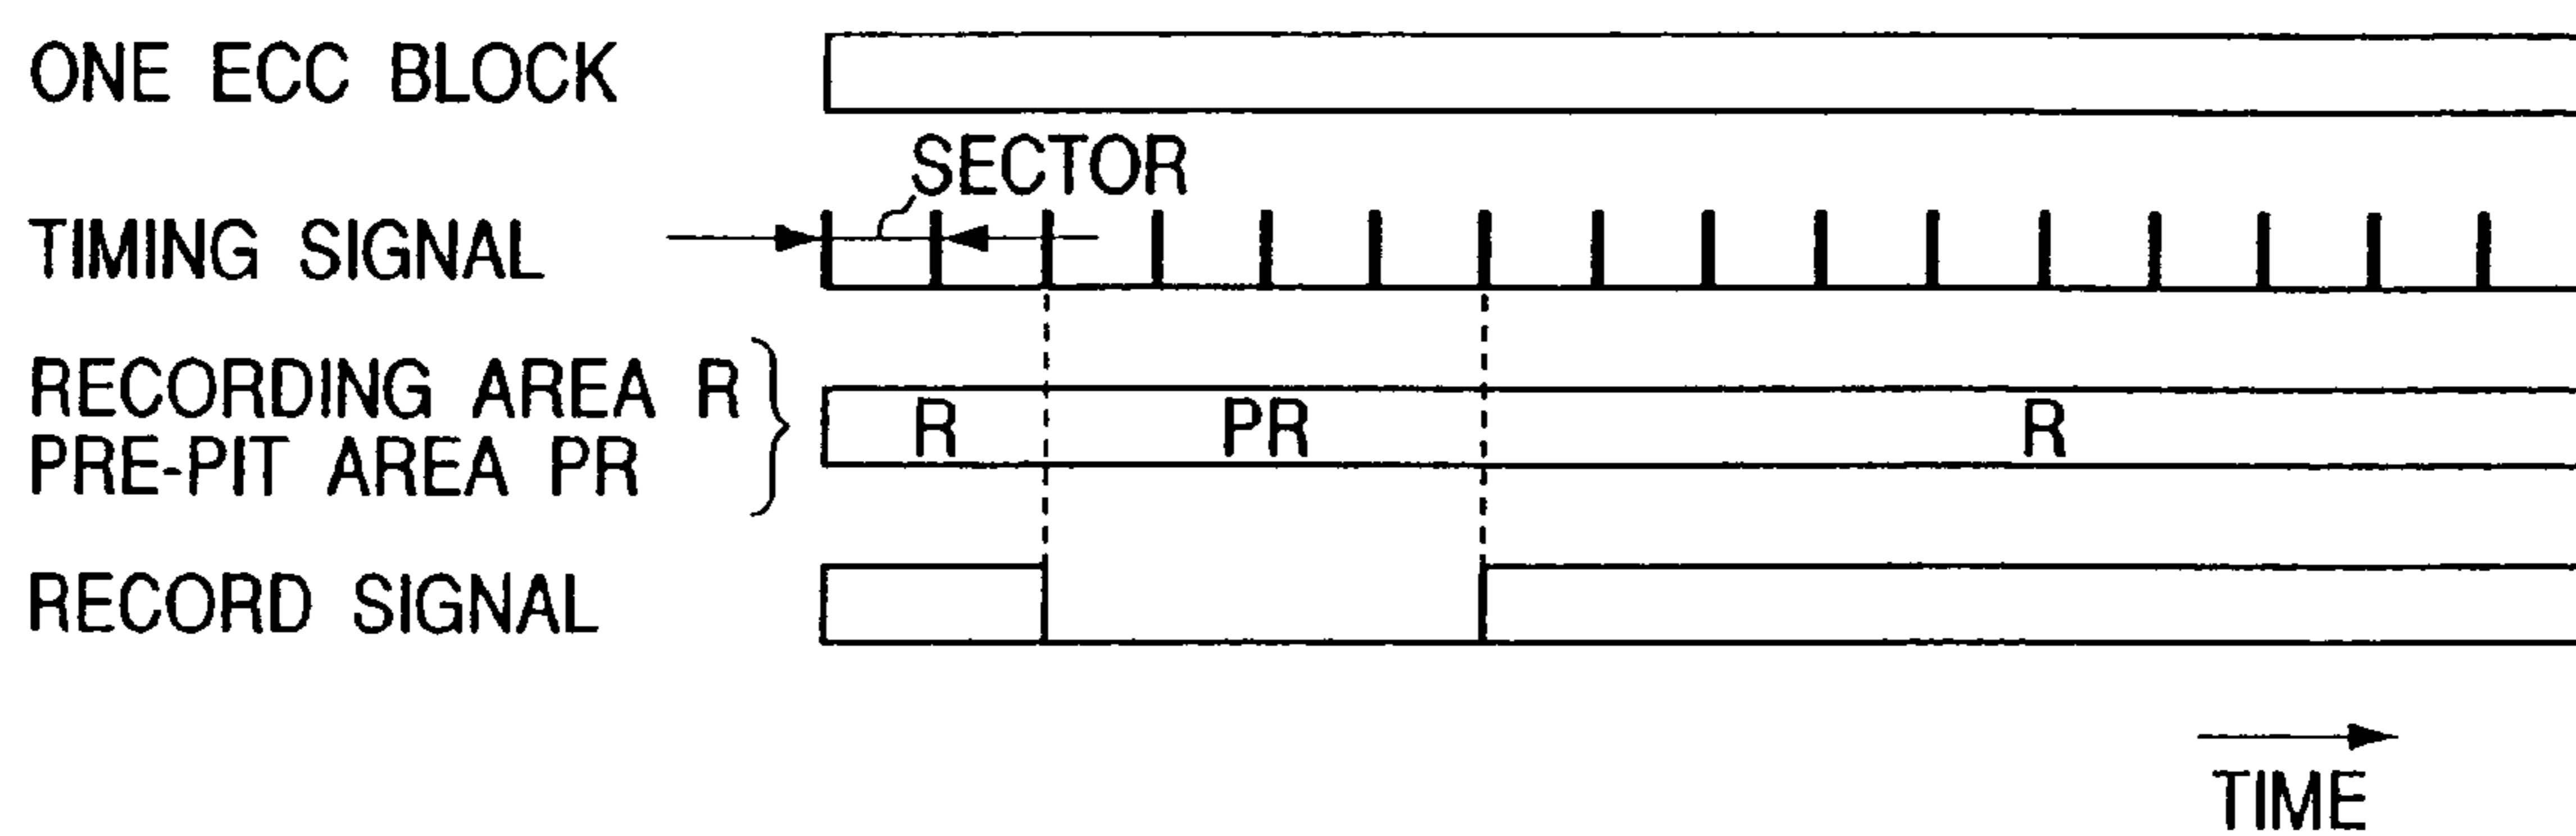 ONE ECC BLOCK
SECTOR
TIMING SIGNAL
RECORDING AREA R
PRE-PIT AREA PR
R PR R
RECORD SIGNAL
TIME